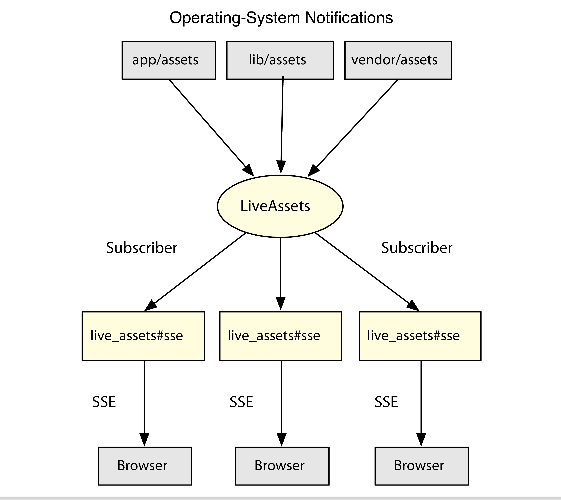 Operating-System Notifications
app/assets
lib/assets
vendor/assets
LiveAssets
Subscriber
Subscriber
live_assets#sse
live_assets#sse
live_assets#sse
SSE
SSE
SSE
Browser
Browser
Browser